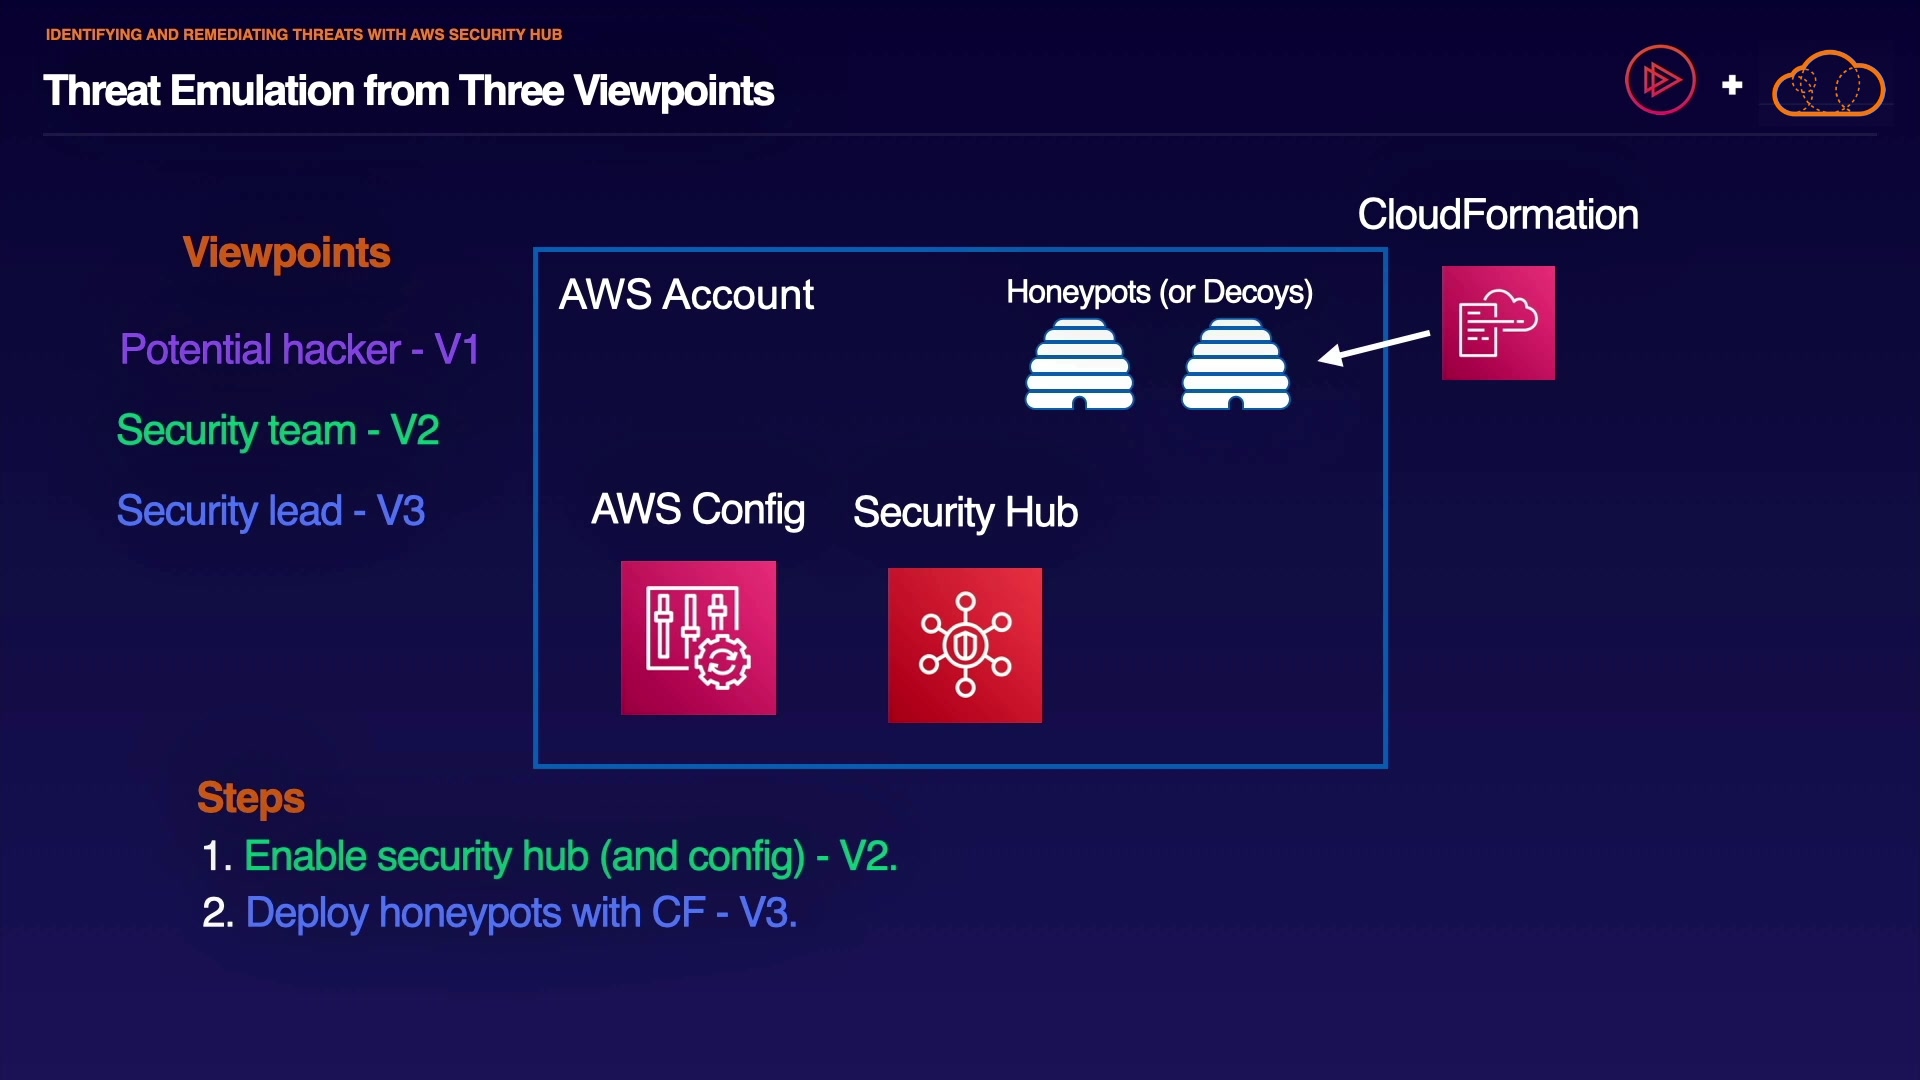 IDENTIFYING AND REMEDIATING THREATS WITH AWS SECURITY HUB
Threat Emulation from Three Viewpoints
Viewpoints
Potential hacker - V1
Security team - V2
Security lead - V3
CloudFormation
AWS Account
Honeypots (or Decoys)
AWS Config
Security Hub
Steps
1. Enable security hub (and config) - V2.
2. Deploy honeypots with CF - V3.